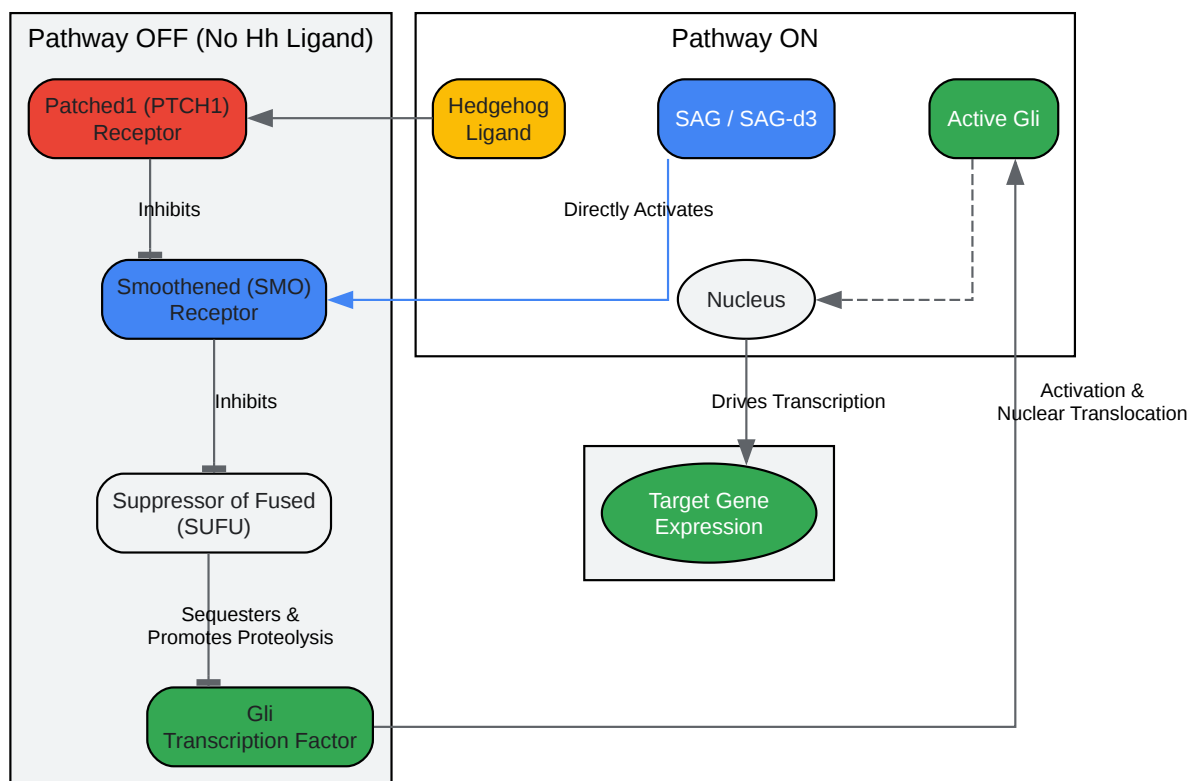 Pathway OFF (No Hh Ligand)
Pathway ON
Patched1 (PTCH1)
Receptor
Hedgehog
Ligand
SAG / SAG-d3
Active Gli
Inhibits
Directly Activates
Smoothened (SMO)
Receptor
Nucleus
Inhibits
Drives Transcription
Activation &
Nuclear Translocation
Suppressor of Fused
(SUFU)
Target Gene
Expression
Sequesters &
Promotes Proteolysis
Gli
Transcription Factor